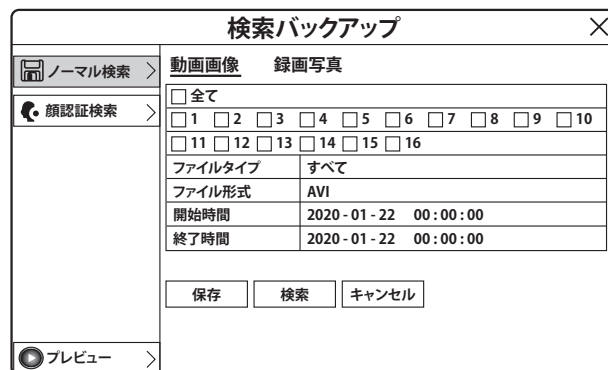 検索バックアップ
ノーマル検索
動画画像 録画写真
全て
顔認証検索
1 2 3 4 5 6 7 8 9 10
11 12 13 14 15 16
ファイルタイプ すべて
ファイル形式 AVI
開始時間 2020 - 01 - 22 00 : 00 : 00
終了時間 2020 - 01 - 22 00 : 00 : 00
保存 検索 キャンセル
プレビュー